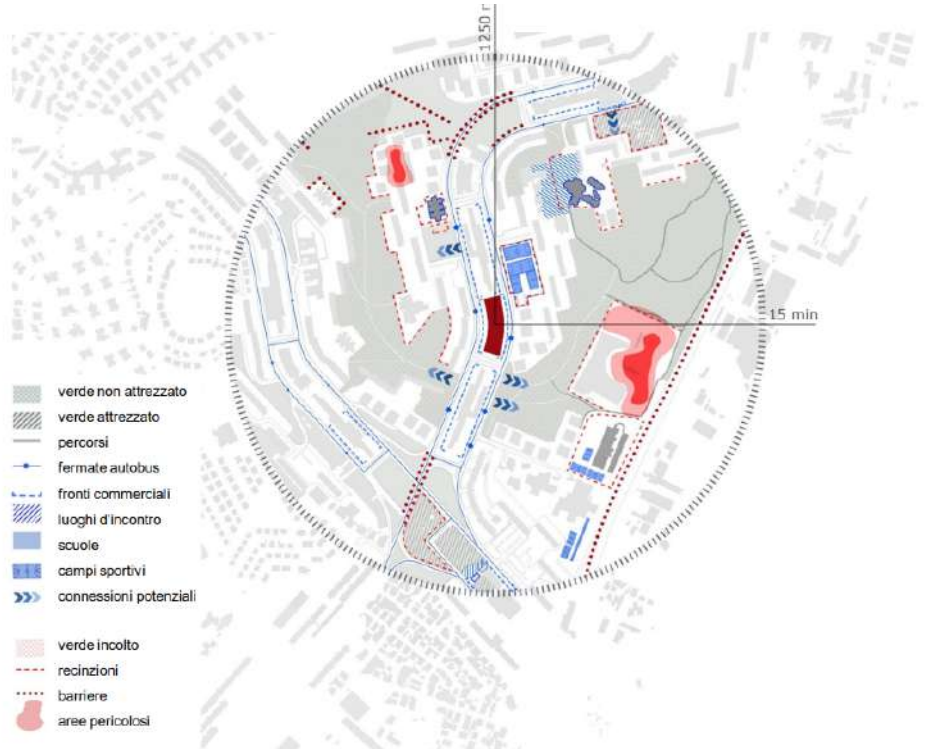 1250 r
15 min
verde non attrezzato
verde attrezzato
percorsi
fermate autobus
fronti commerciali
luoghi d'incontro
scuole
campi sportivi
connessioni potenziali
verde incolto
recinzioni
barriere
aree pericolosi